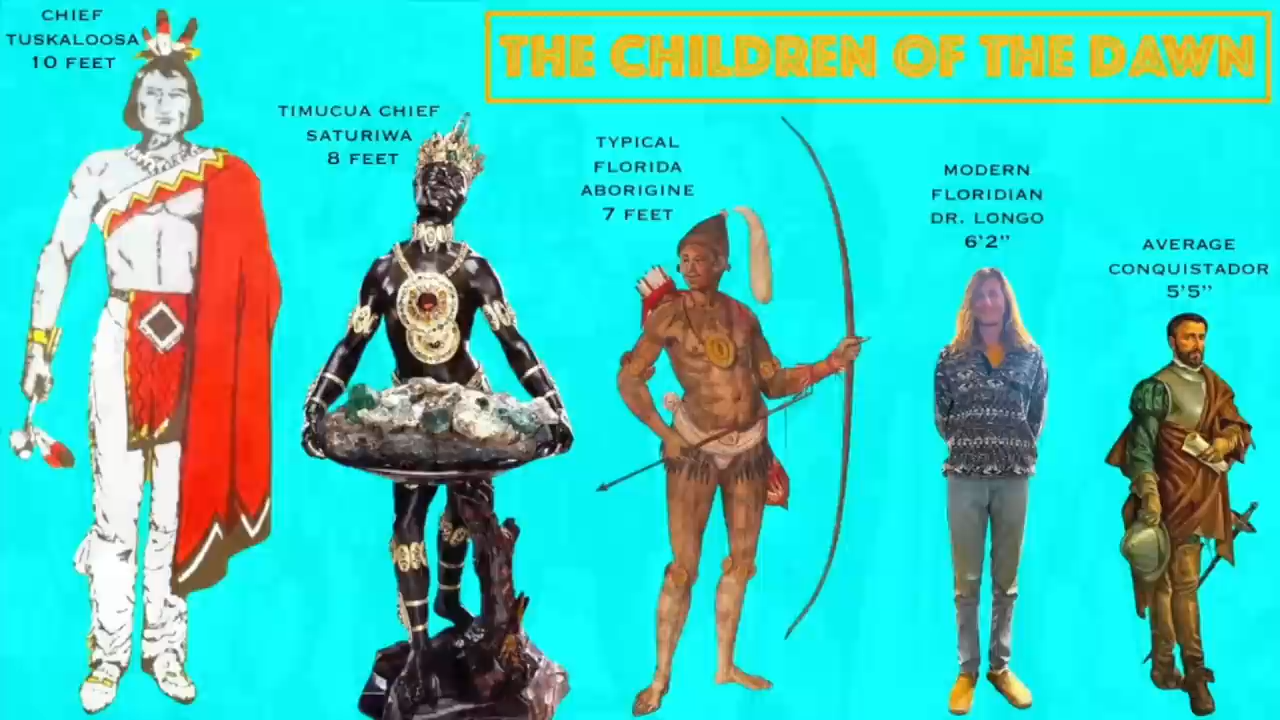 CHIEF
TUSKALOOSA
10 FEET
THE CHILDREN OF THE DAWN
TIMUCUA CHIEF
SATURIWA
8 FEET
TYPICAL
FLORIDA
ABORIGINE
7 FEET
MODERN
FLORIDIAN
DR. LONGO
6'2"
AVERAGE
CONQUISTADOR
5'5"